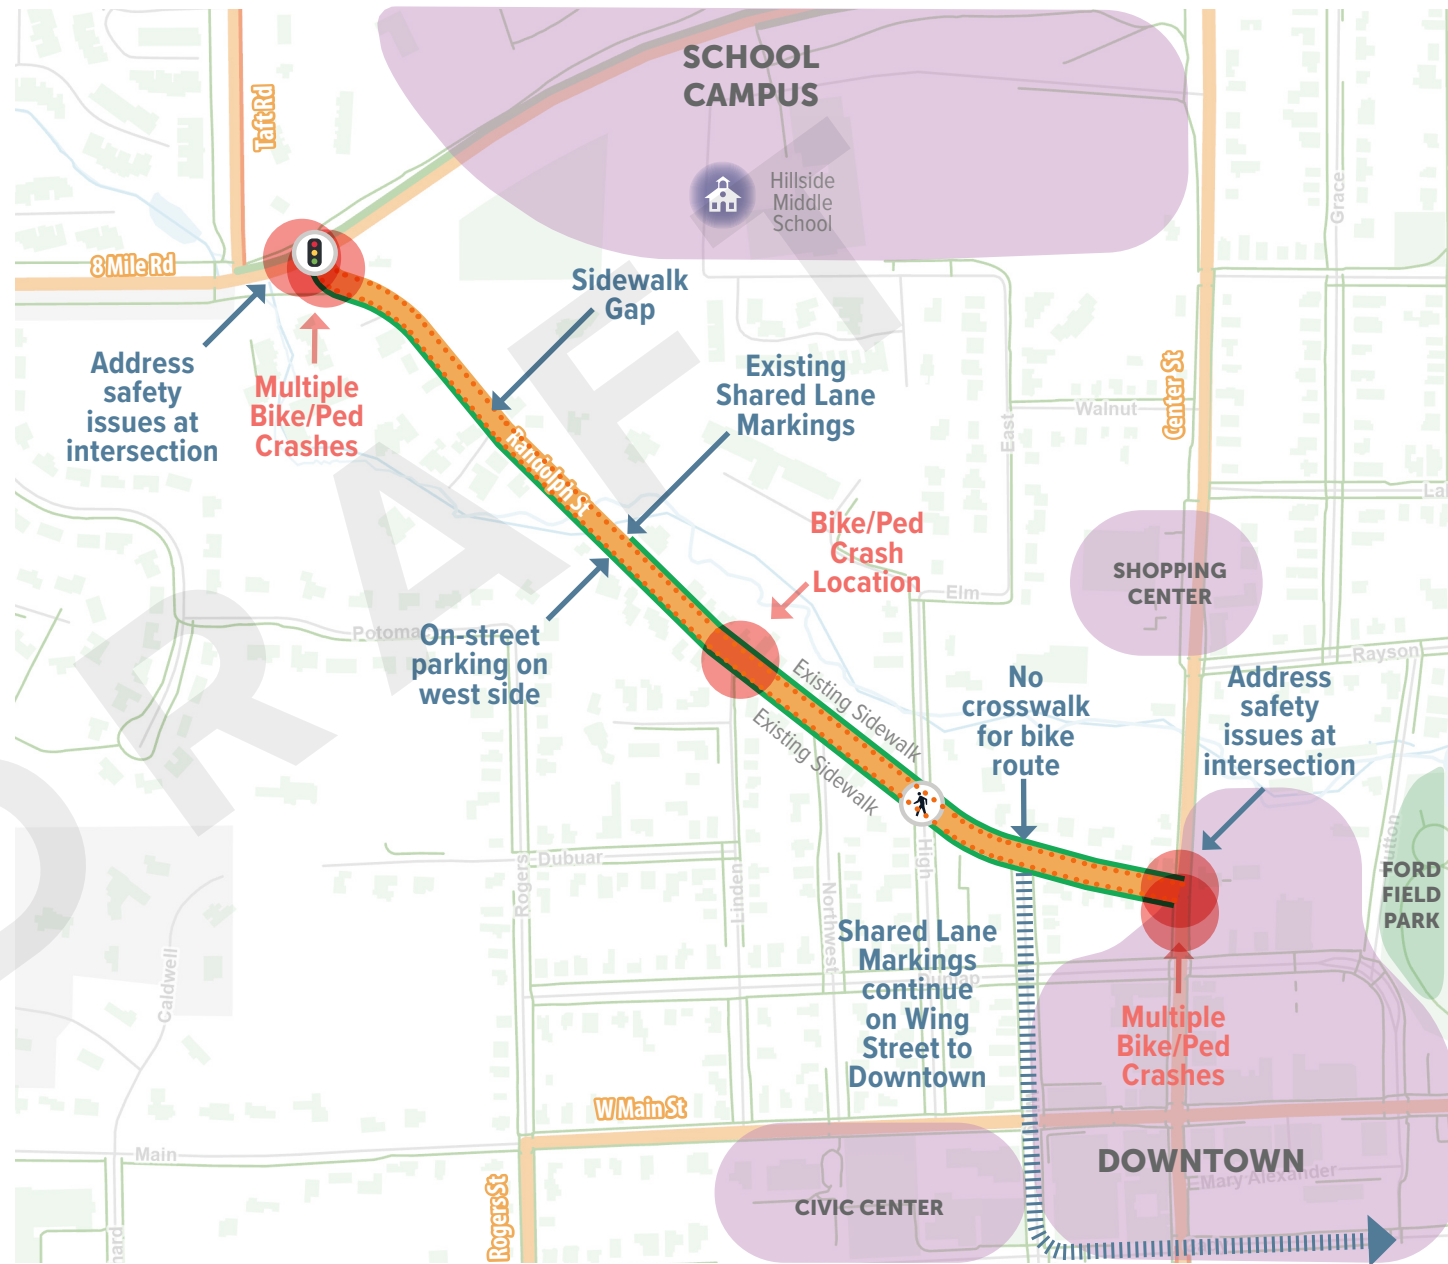 SCHOOL
CAMPUS
Taft Rd
Hillside
Middle
School
Grace
8 Mile Rd
Sidewalk
Gap
Address
safety
issues at
intersection
Multiple
Bike/Ped
Crashes
Existing
Shared Lane
Markings
Center St
Walnut
East
Randolph St
Bike/Ped
Crash
Location
SHOPPING
CENTER
Elm
Potoma
On-street
parking on
west side
Existing Sidewalk
Existing Sidewalk
No
crosswalk
for bike
route
Rayson
Address
safety
issues at
intersection
DRAFT
Dubuar
Rogers
Linden
Northwest
High
utton
FORD
FIELD
PARK
Caldwell
Shared Lane
Markings
continue
on Wing
Street to
Downtown
Dunlap
Multiple
Bike/Ped
Crashes
W Main St
Main
DOWNTOWN
E Mary Alexander
CIVIC CENTER
Rogers St